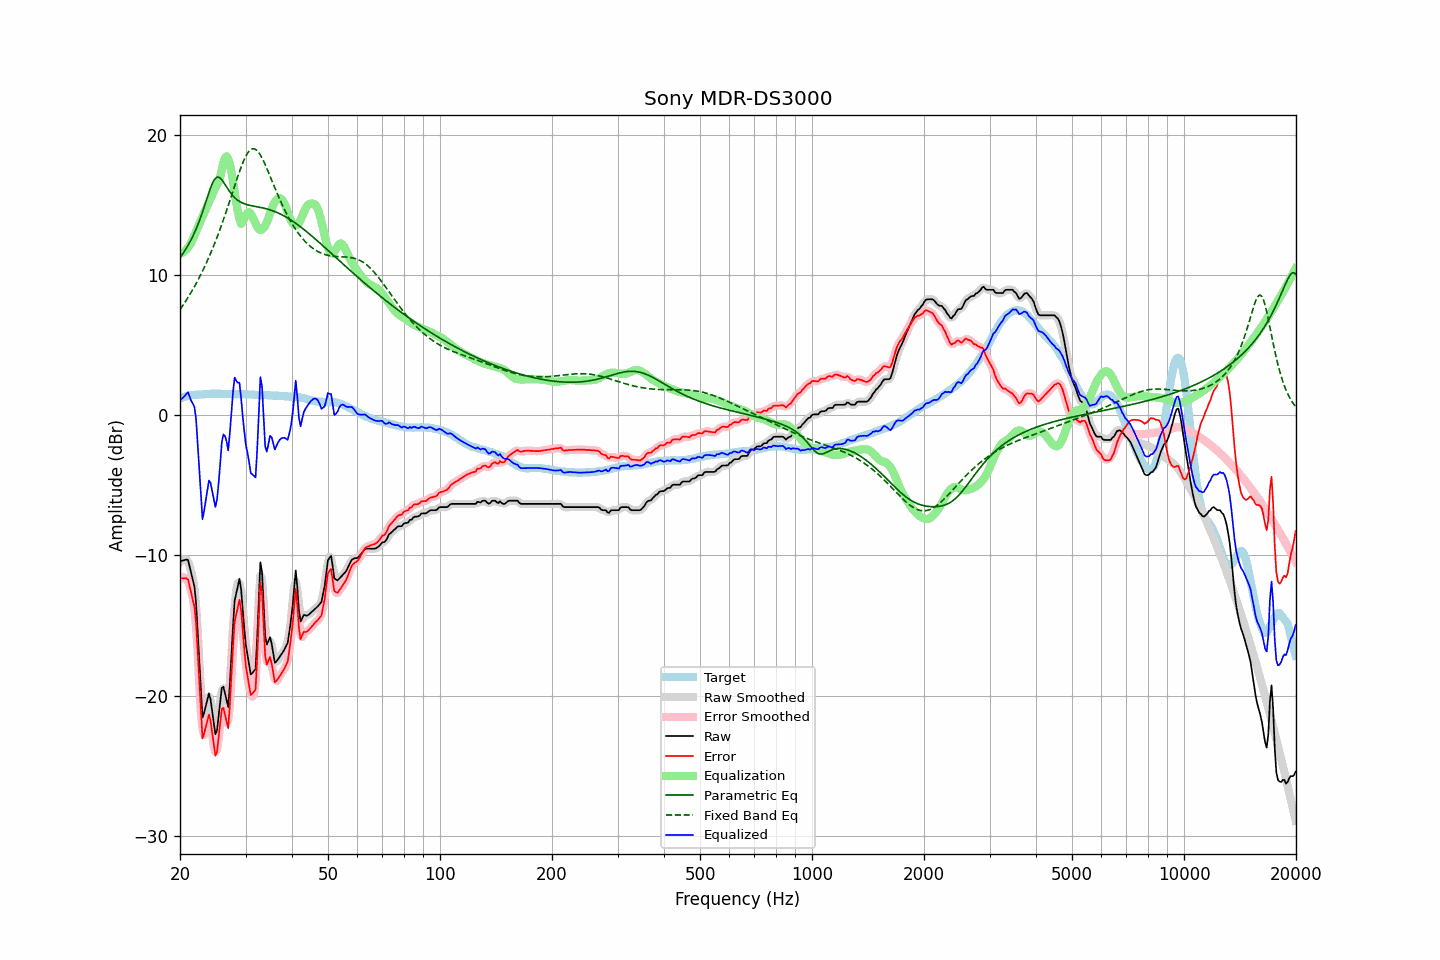 Sony MDR-DS3000
Amplitude (dBr)
20
10
0
−10
−20
−30
Target
Raw Smoothed
Error Smoothed
Raw
Error
Equalization
Parametric Eq
Fixed Band Eq
Equalized
20 50 100 200 500 1000 2000 5000 10000 20000
Frequency (Hz)